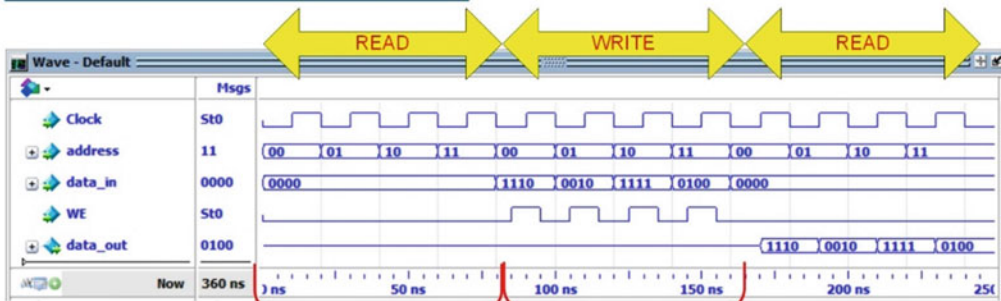 READ WRITE READ
Wave - Default
Msgs
Clock St0
address 11 00 01 10 11 00 01 10 11 00 01 10 11
data_in 0000 0000 1110 0010 1111 0100 0000
WE St0
data_out 0100 1110 0010 1111 0100
Now 360 ns 50 ns 100 ns 150 ns 200 ns